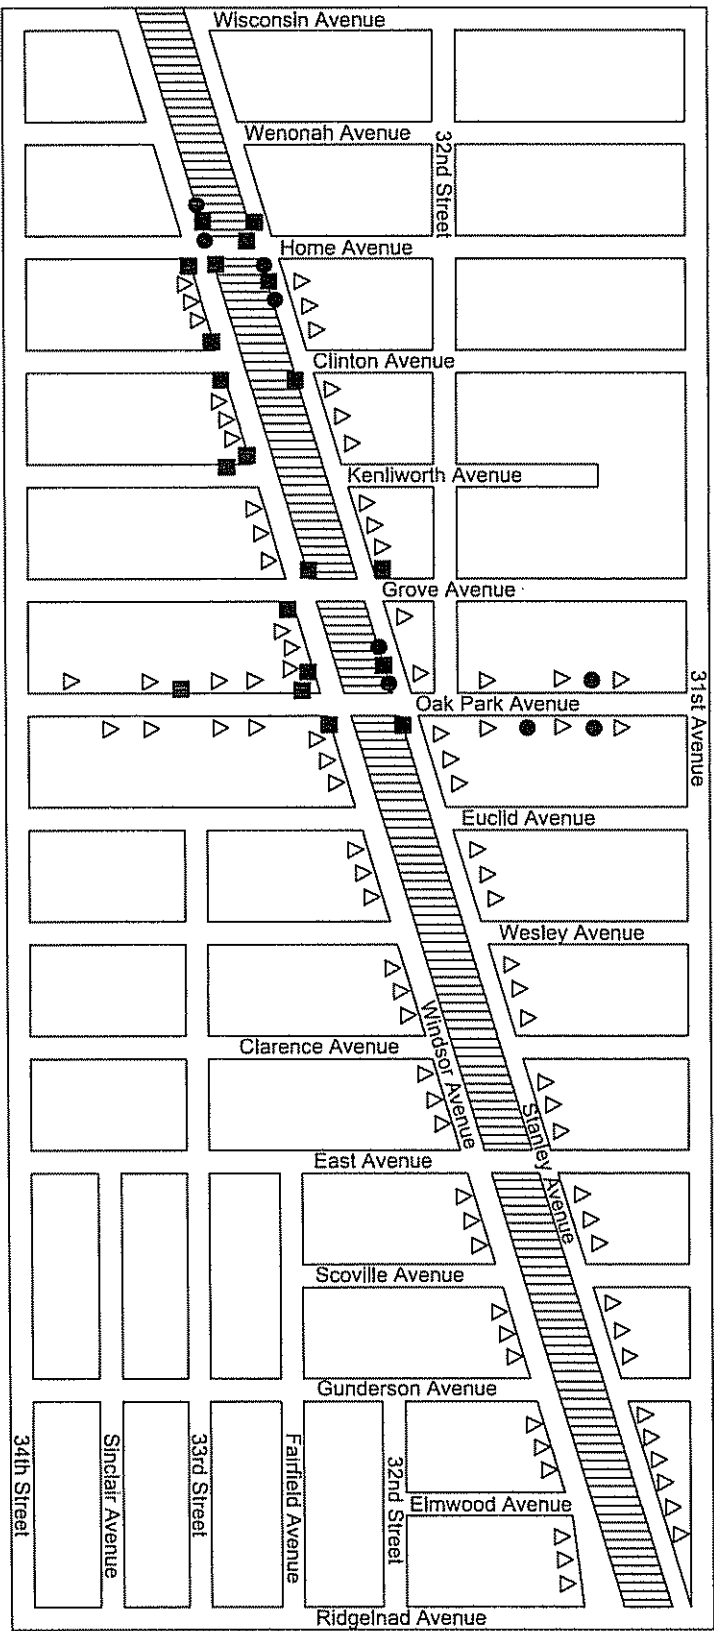 Wisconsin Avenue
Wenonah Avenue
32nd Street
Home Avenue
Clinton Avenue
Kenliworth Avenue
Grove Avenue
31st Avenue
Oak Park Avenue
Euclid Avenue
Wesley Avenue
Windsor Avenue
Clarence Avenue
Stanley Avenue
East Avenue
Scoville Avenue
Gunderson Avenue
34th Street
Sinclair Avenue
33rd Street
Fairfield Avenue
32nd Street
Elmwood Avenue
Ridgelnad Avenue